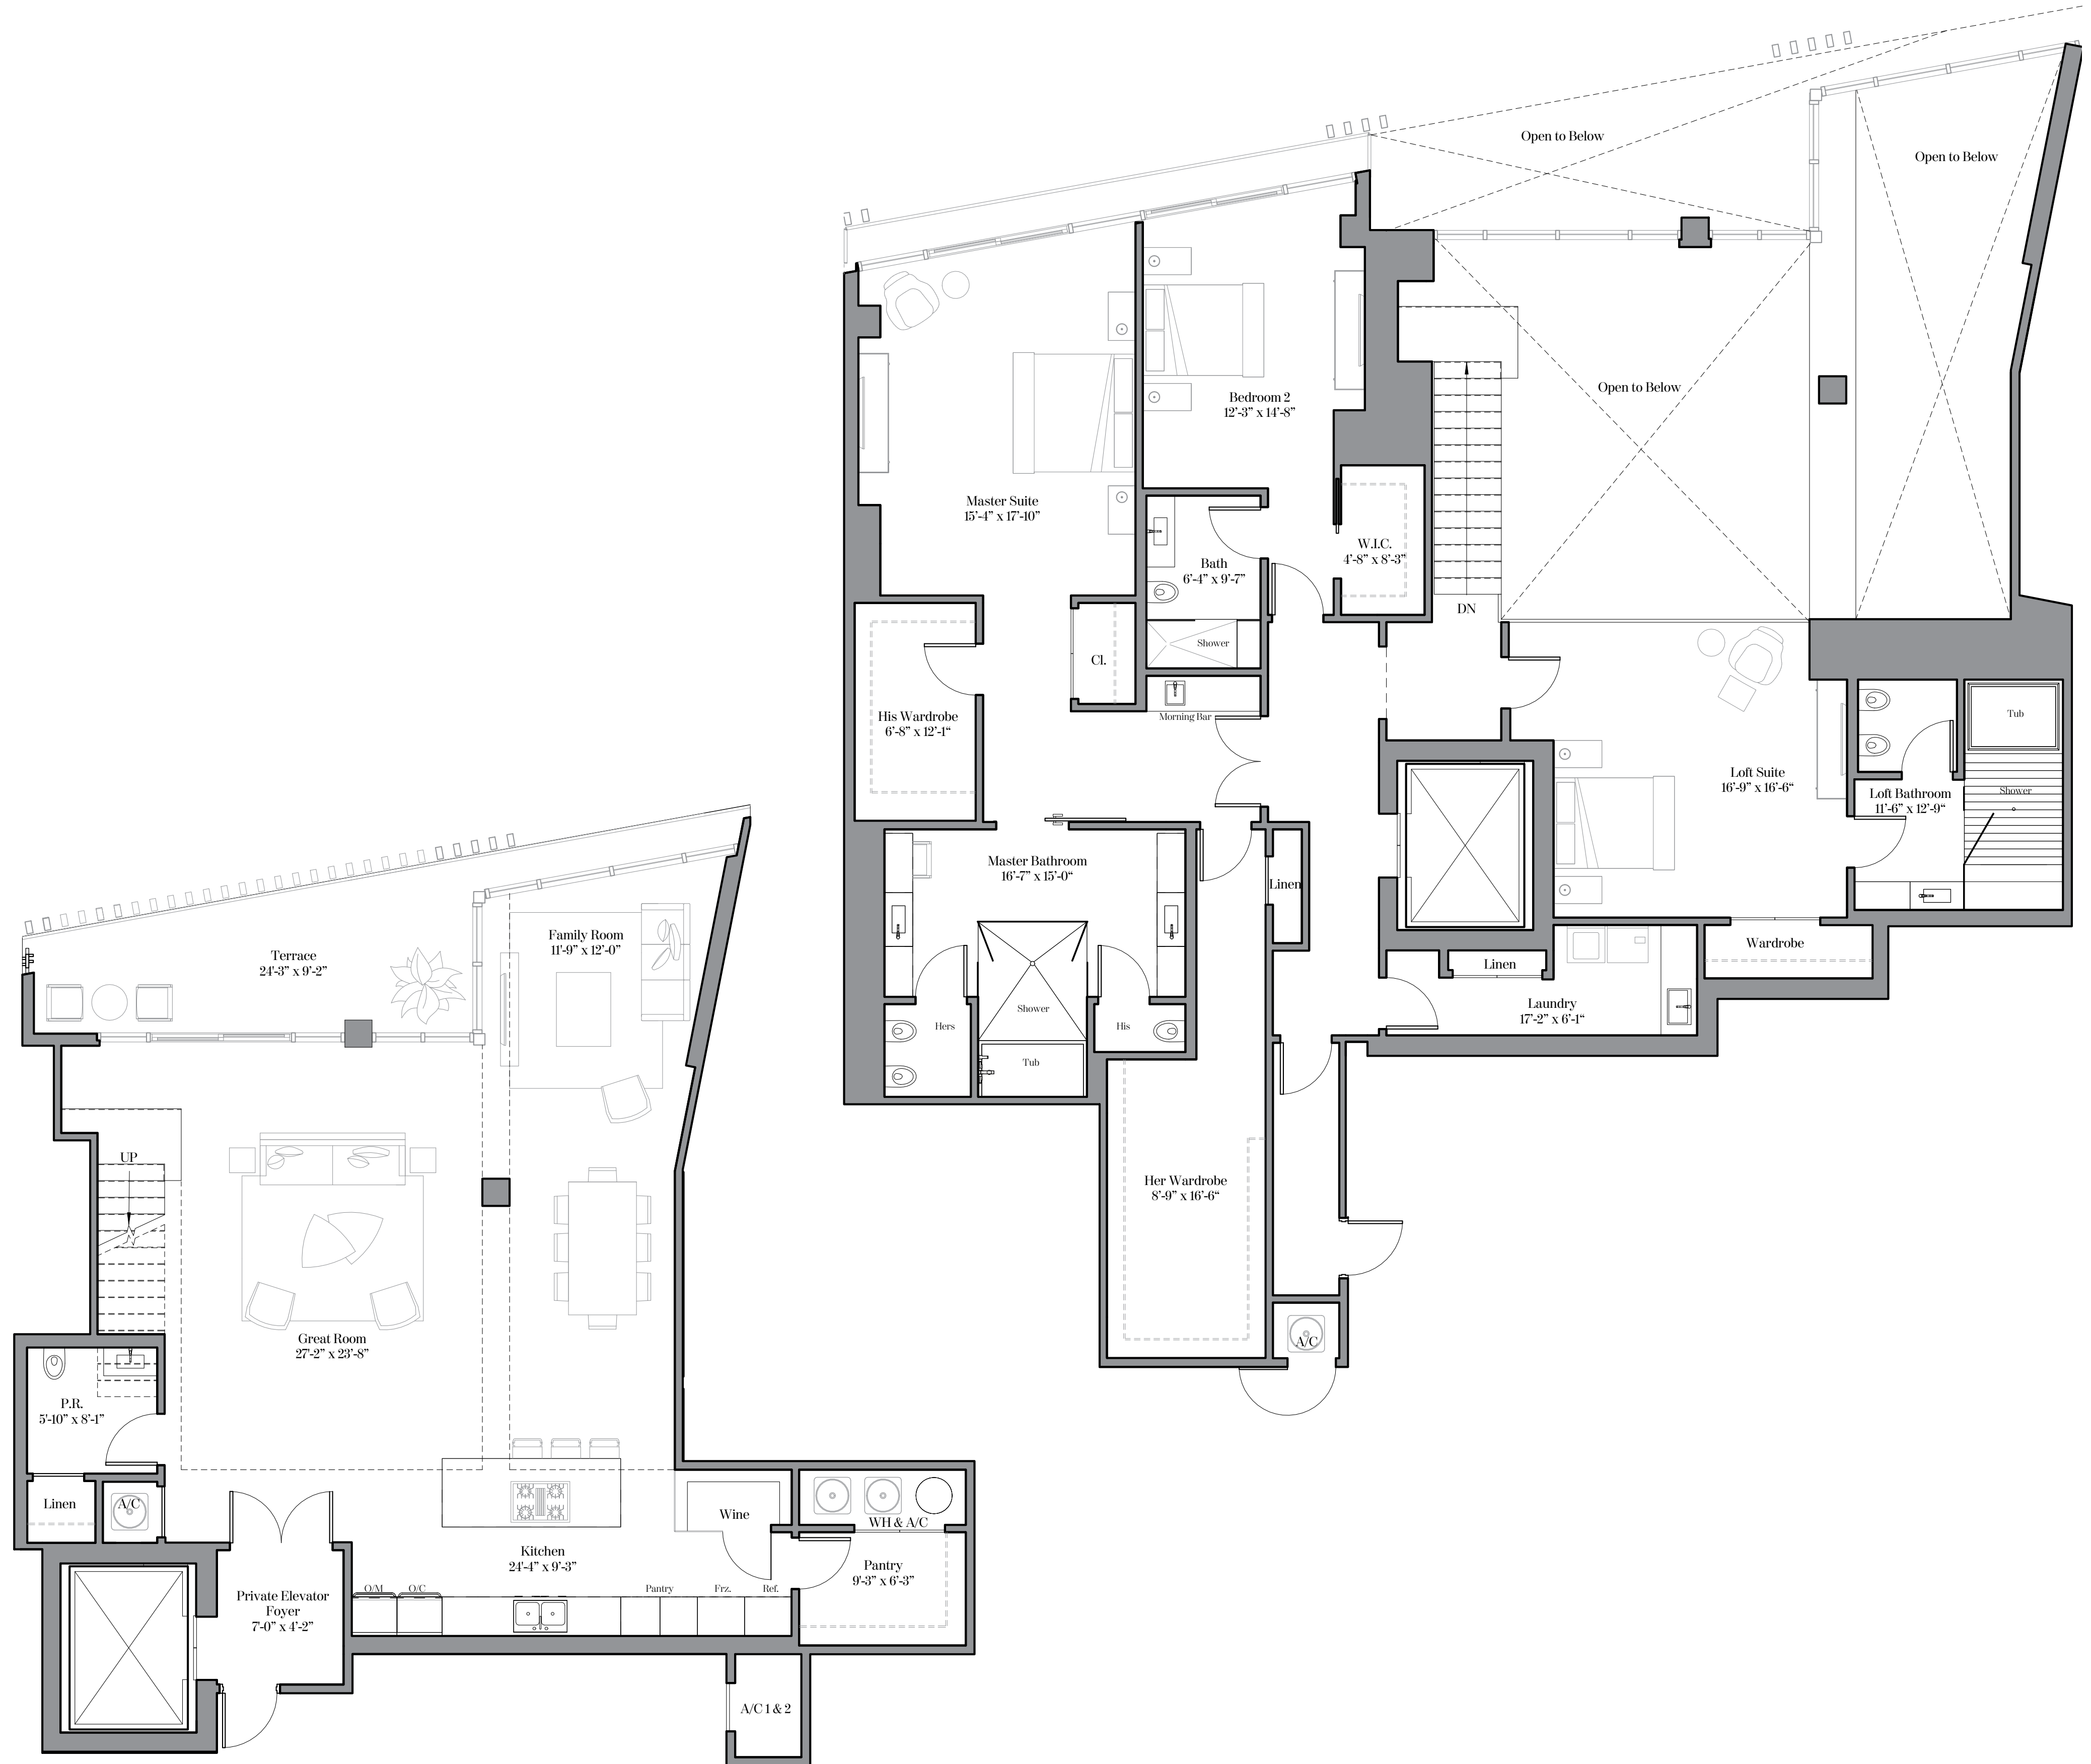 Open to Below
Open to Below
Open to Below
Bedroom 2
12’-3” x 14’-8”
Master Suite
15’-4” x 17’-10”
W.I.C.
4’-8” x 8’-3”
Bath
6’-4” x 9’-7”
DN
Shower
Cl.
Morning Bar
His Wardrobe
6’-8” x 12’-1“
Tub
Loft Suite
16’-9” x 16’-6“
Shower
Loft Bathroom
11’-6” x 12’-9“
Master Bathroom
16’-7” x 15’-0“
Linen
Wardrobe
Linen
Laundry
17’-2” x 6’-1“
Shower
Hers
His
Tub
Her Wardrobe
8’-9” x 16’-6“
A/C
Family Room
11’-9” x 12’-0”
Terrace
24’-3” x 9’-2”
UP
Great Room
27’-2” x 23’-8”
P.R.
5’-10” x 8’-1”
Linen
A/C
Wine
WH & A/C
Kitchen
24’-4” x 9’-3”
Pantry
9’-3” x 6’-3”
O/M
O/C
Pantry
Frz.
Ref.
Private Elevator
Foyer
7’-0” x 4’-2”
A/C 1 & 2